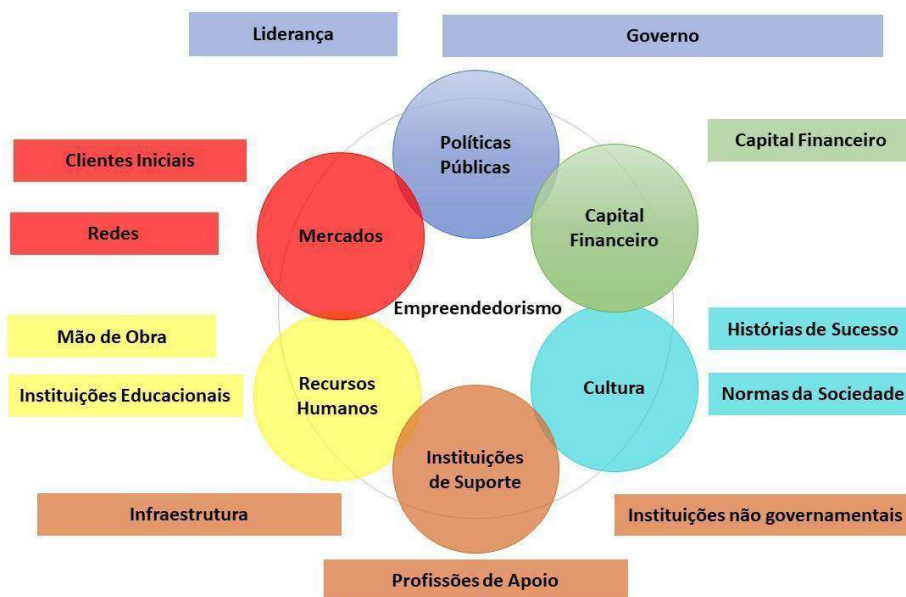 Liderança
Governo
Políticas
Públicas
Capital Financeiro
Clientes Iniciais
Capital
Financeiro
Redes
Mercados
Empreendedorismo
Mão de Obra
Histórias de Sucesso
Recursos
Humanos
Cultura
Instituições Educacionais
Normas da Sociedade
Instituições
de Suporte
Infraestrutura
Instituições não governamentais
Profissões de Apoio